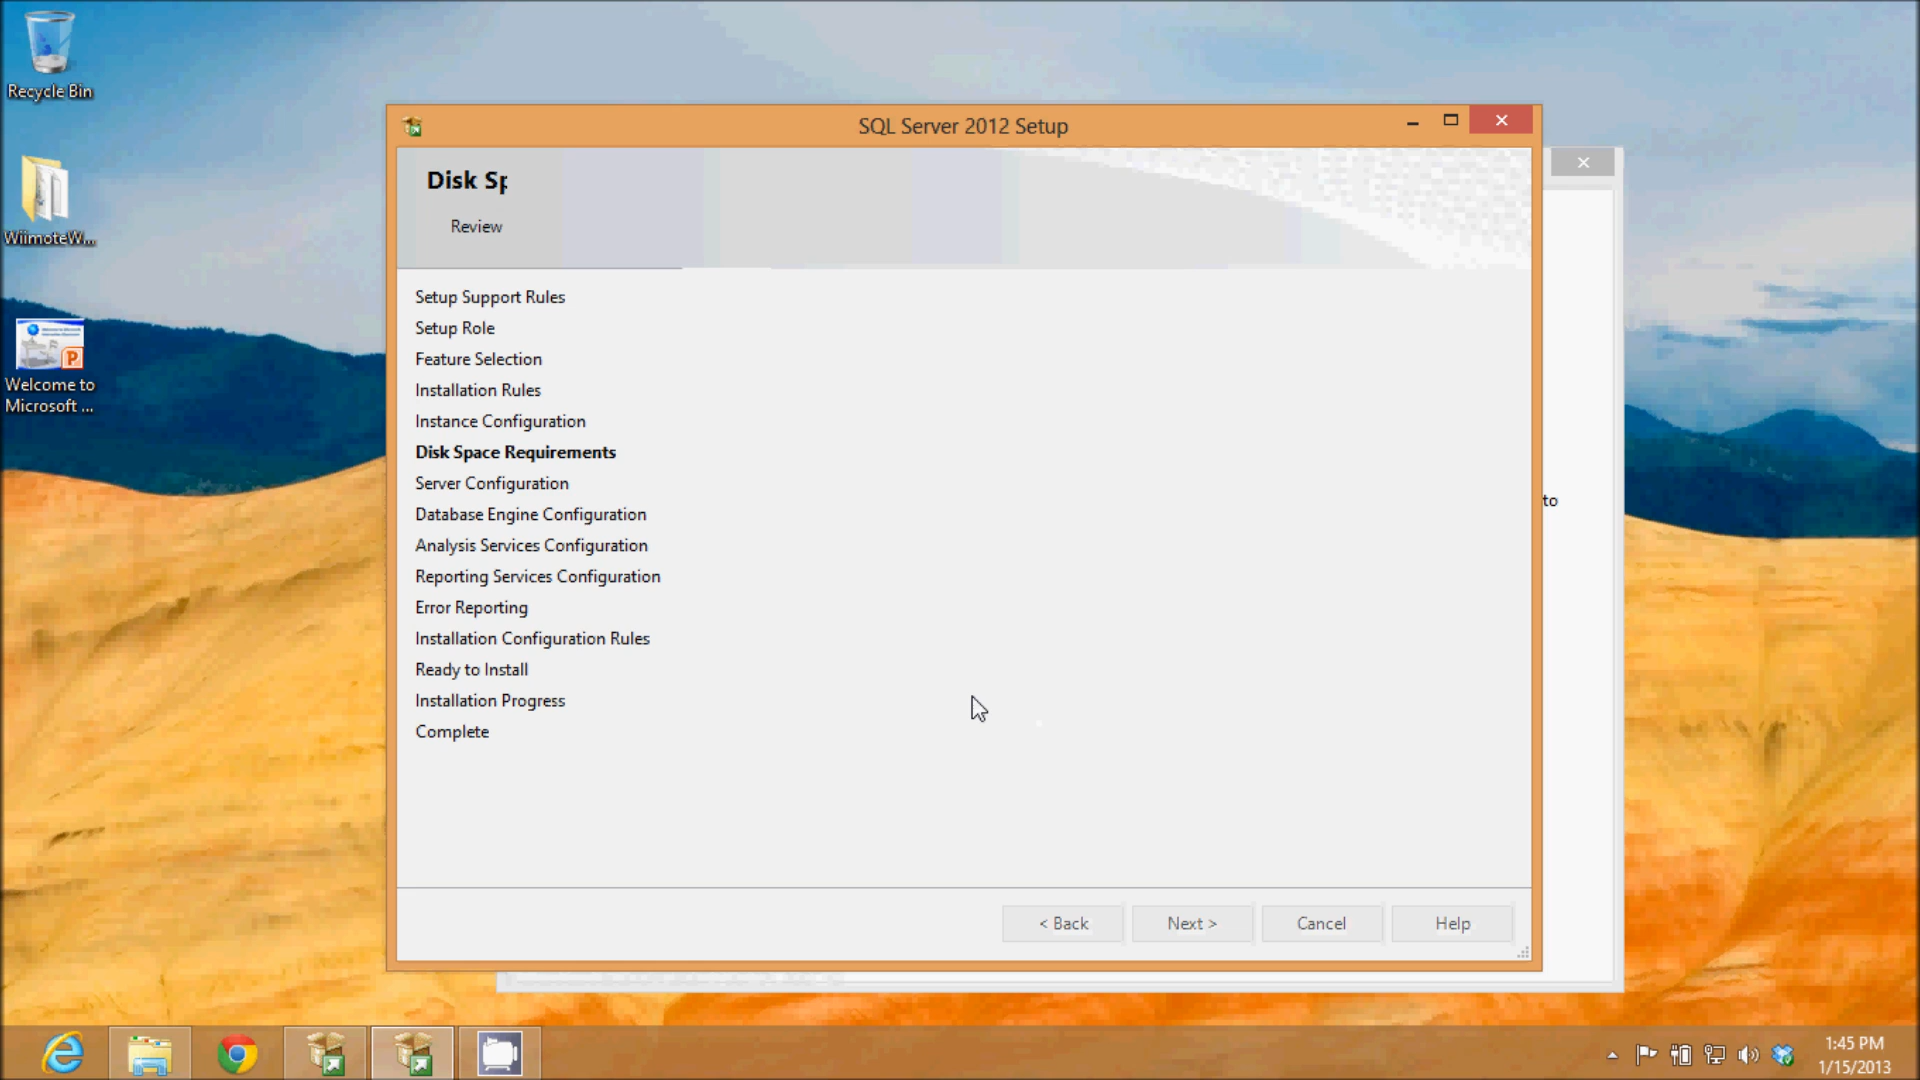 Recycle Bin
WiimoteW...
Welcome to
Microsoft ...
SQL Server 2012 Setup
Disk Sp
Review
Setup Support Rules
Setup Role
Feature Selection
Installation Rules
Instance Configuration
Disk Space Requirements
Server Configuration
Database Engine Configuration
Analysis Services Configuration
Reporting Services Configuration
Error Reporting
Installation Configuration Rules
Ready to Install
Installation Progress
Complete
to
< Back
Next >
Cancel
Help
1:45 PM
1/15/2013